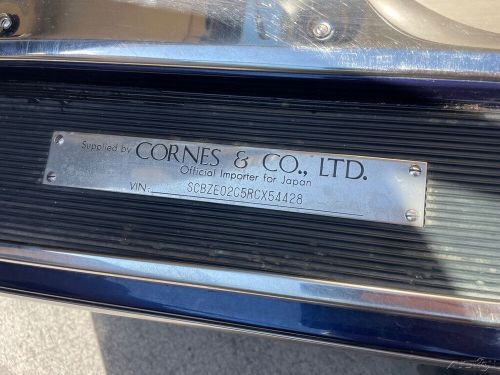 Supplied by CORNES & CO., LTD.
Official Importer for Japan
VIN: SCBZE02C5RCX54428